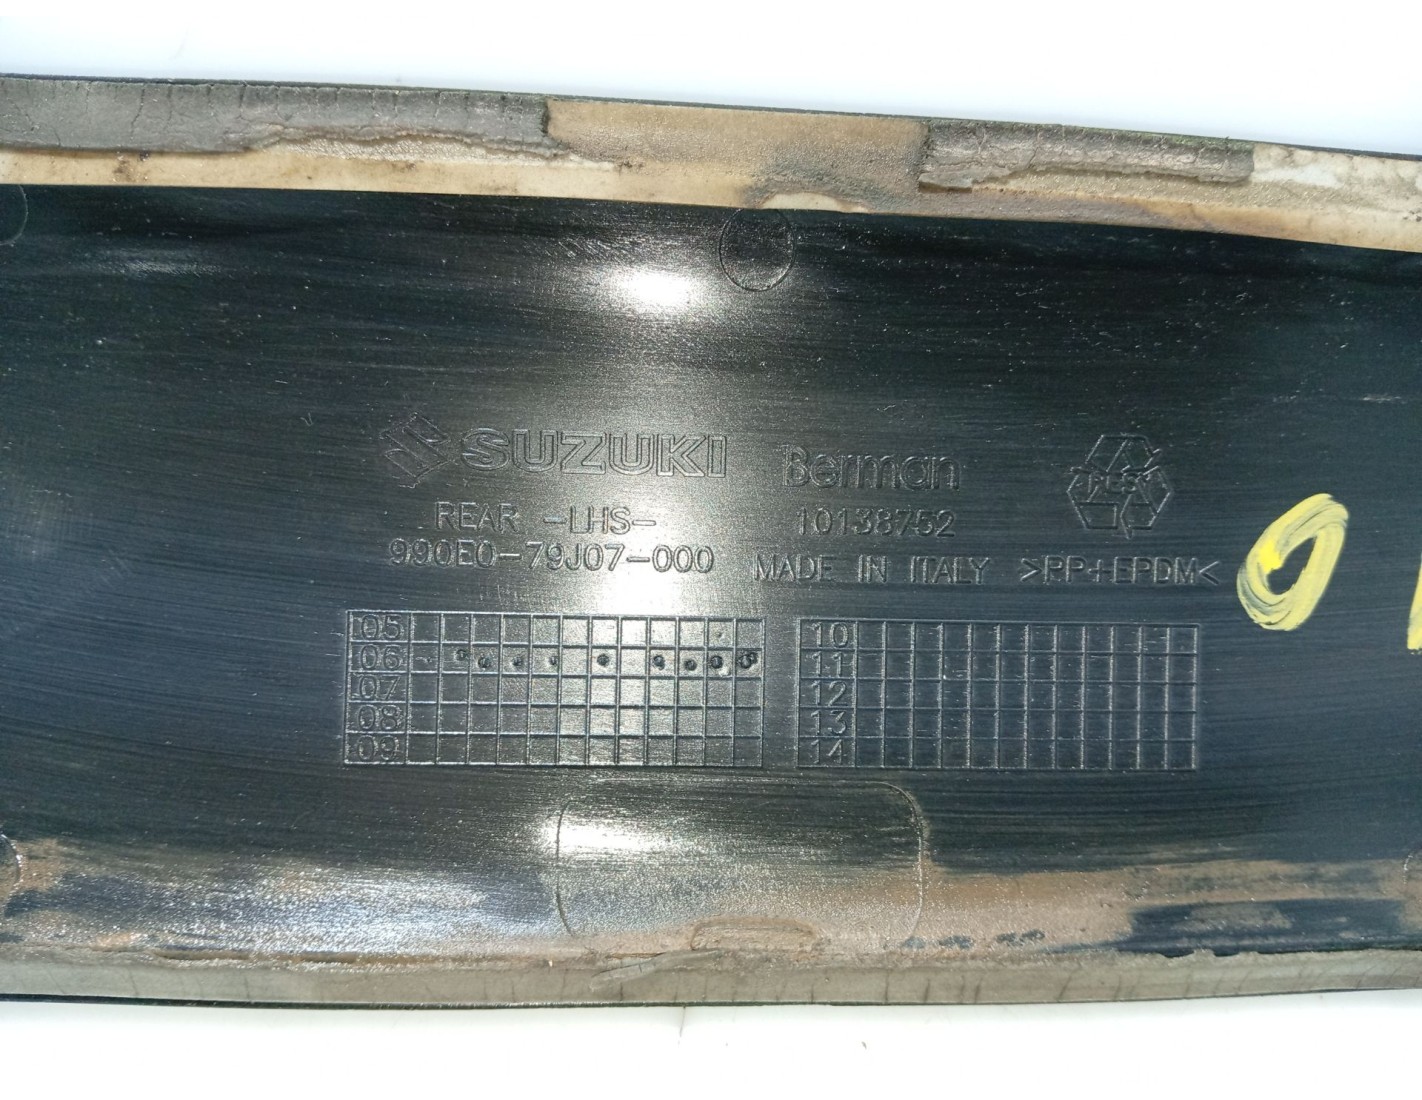 SUZUKI
REAR -LHS-
990E0-79J07-000
Berman
10138752
MADE IN ITALY >PP+EPDM<
05
06
07
08
09
10
11
12
13
14
0